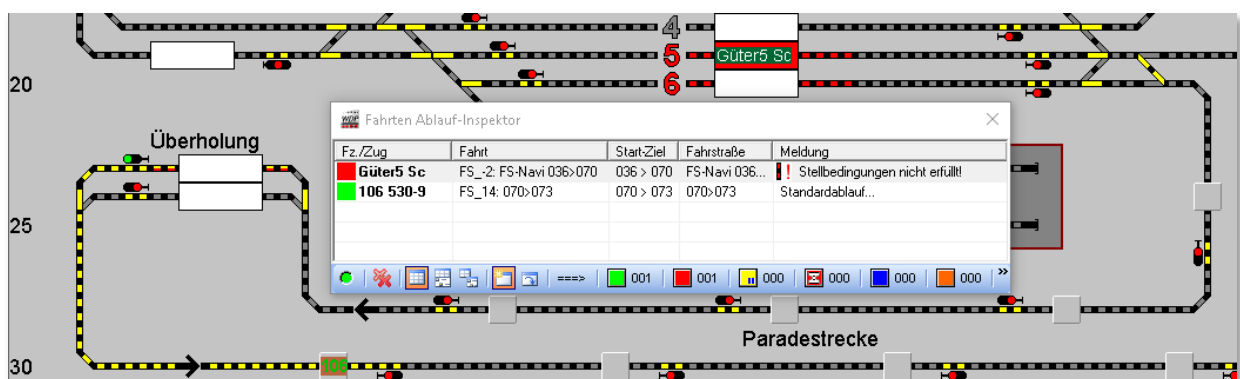 4
5 Güter5 Sc
6
20
Fahrten Ablauf-Inspektor
Überholung
Fz./Zug Fahrt Start-Ziel Fahrstraße Meldung
Güter5 Sc FS_-2: FS-Navi 036>070 036 > 070 FS-Navi 036... ! Stellbedingungen nicht erfüllt!
106 530-9 FS_14: 070>073 070 > 073 070>073 Standardablauf...
25
===> 001 001 000 000 000 000 »
Paradestrecke
30
106